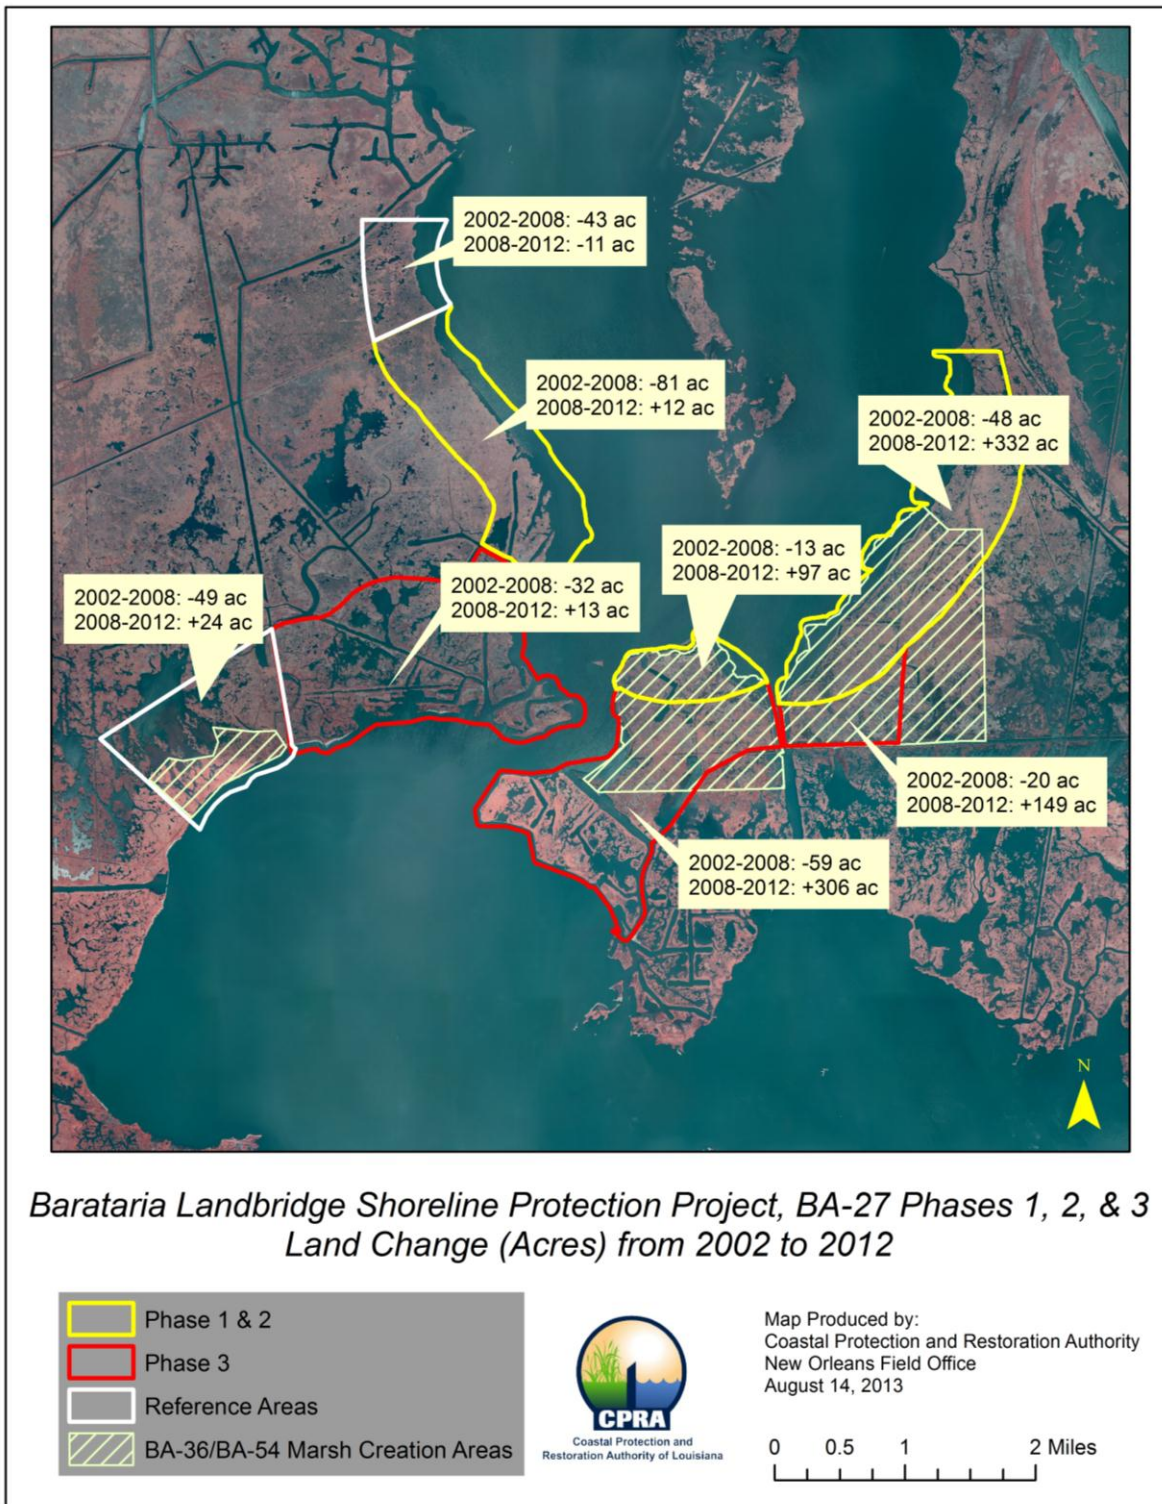 2002-2008: -43 ac
2008-2012: -11 ac
2002-2008: -81 ac
2008-2012: +12 ac
2002-2008: -48 ac
2008-2012: +332 ac
2002-2008: -13 ac
2008-2012: +97 ac
2002-2008: -49 ac
2008-2012: +24 ac
2002-2008: -32 ac
2008-2012: +13 ac
2002-2008: -20 ac
2008-2012: +149 ac
2002-2008: -59 ac
2008-2012: +306 ac
N
Barataria Landbridge Shoreline Protection Project, BA-27 Phases 1, 2, & 3
Land Change (Acres) from 2002 to 2012
Phase 1 & 2
Phase 3
Reference Areas
BA-36/BA-54 Marsh Creation Areas
CPRA
Coastal Protection and
Restoration Authority of Louisiana
Map Produced by:
Coastal Protection and Restoration Authority
New Orleans Field Office
August 14, 2013
0 0.5 1 2 Miles